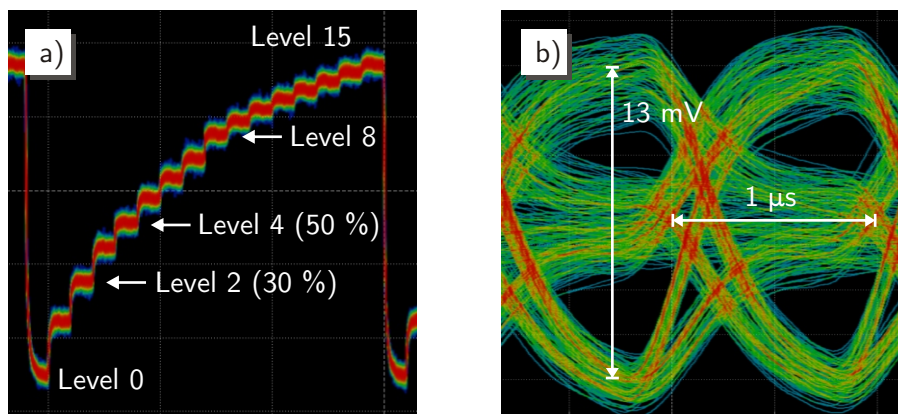 a)
Level 15
Level 8
Level 4 (50 %)
Level 2 (30 %)
Level 0
b)
13 mV
1 µs